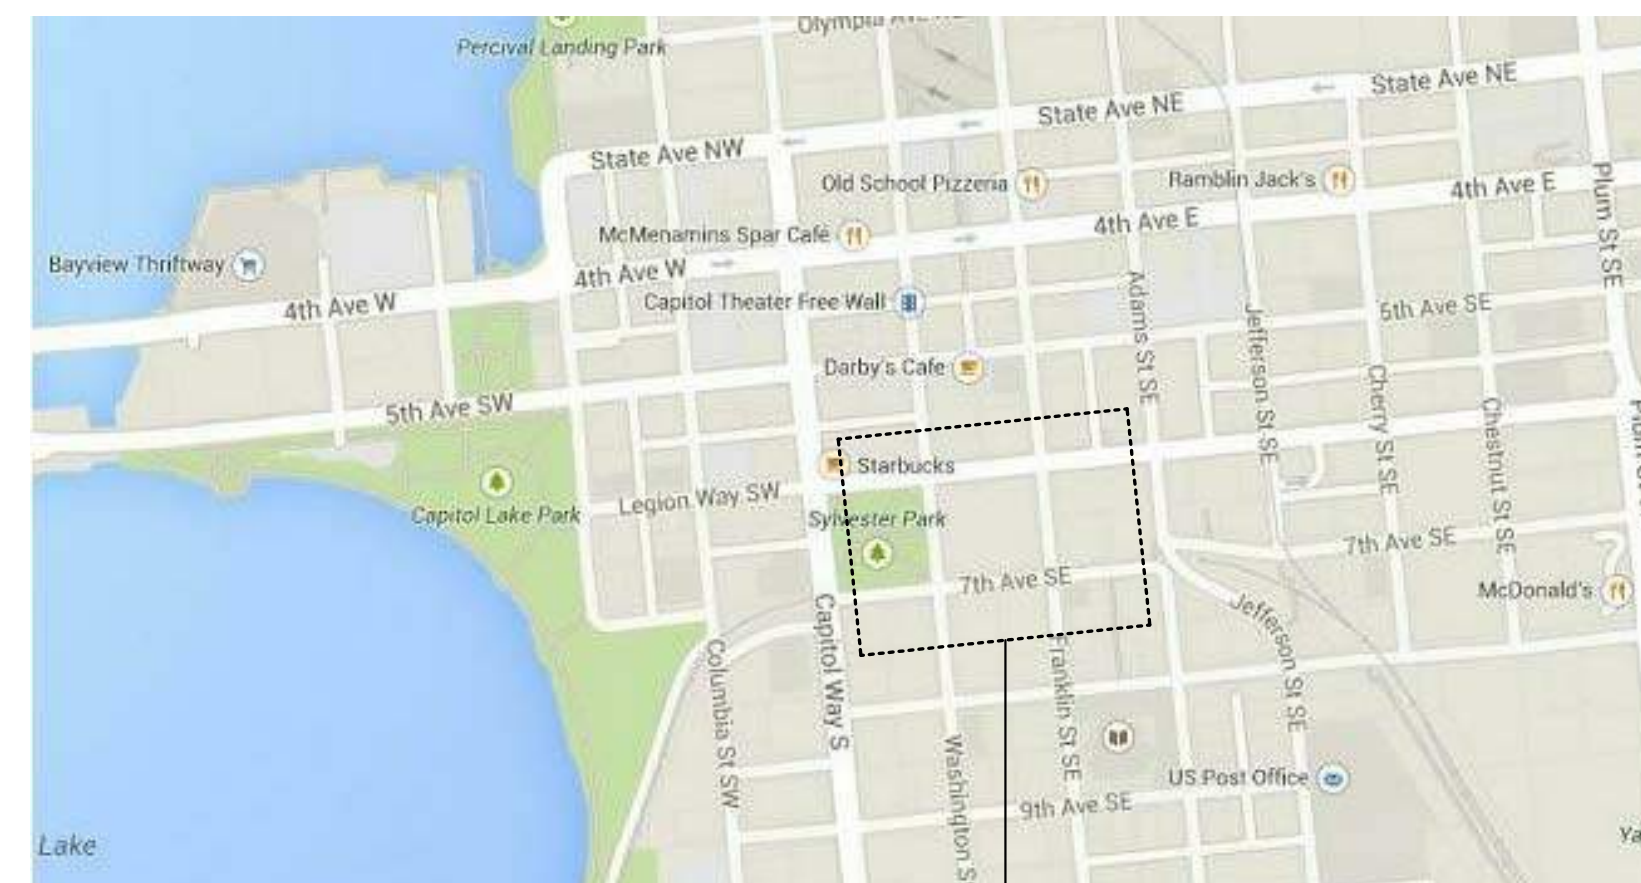 Olympia Ave
Percival Landing Park
State Ave NE
State Ave NE
State Ave NW
Old School Pizzeria
Ramblin Jack's
4th Ave E
Plum St SE
McMenamins Spar Café
4th Ave E
Bayview Thriftway
4th Ave W
4th Ave W
Capitol Theater Free Wall
Adams St SE
Jefferson St SE
5th Ave SE
Darby's Cafe
Cherry St SE
Chestnut St SE
5th Ave SW
Starbucks
Legion Way SW
Capitol Lake Park
Sylvester Park
7th Ave SE
7th Ave SE
McDonald's
Jefferson St SE
Capitol Way S
Columbia St SW
Franklin St SE
Washington S
US Post Office
9th Ave SE
Lake
Ya